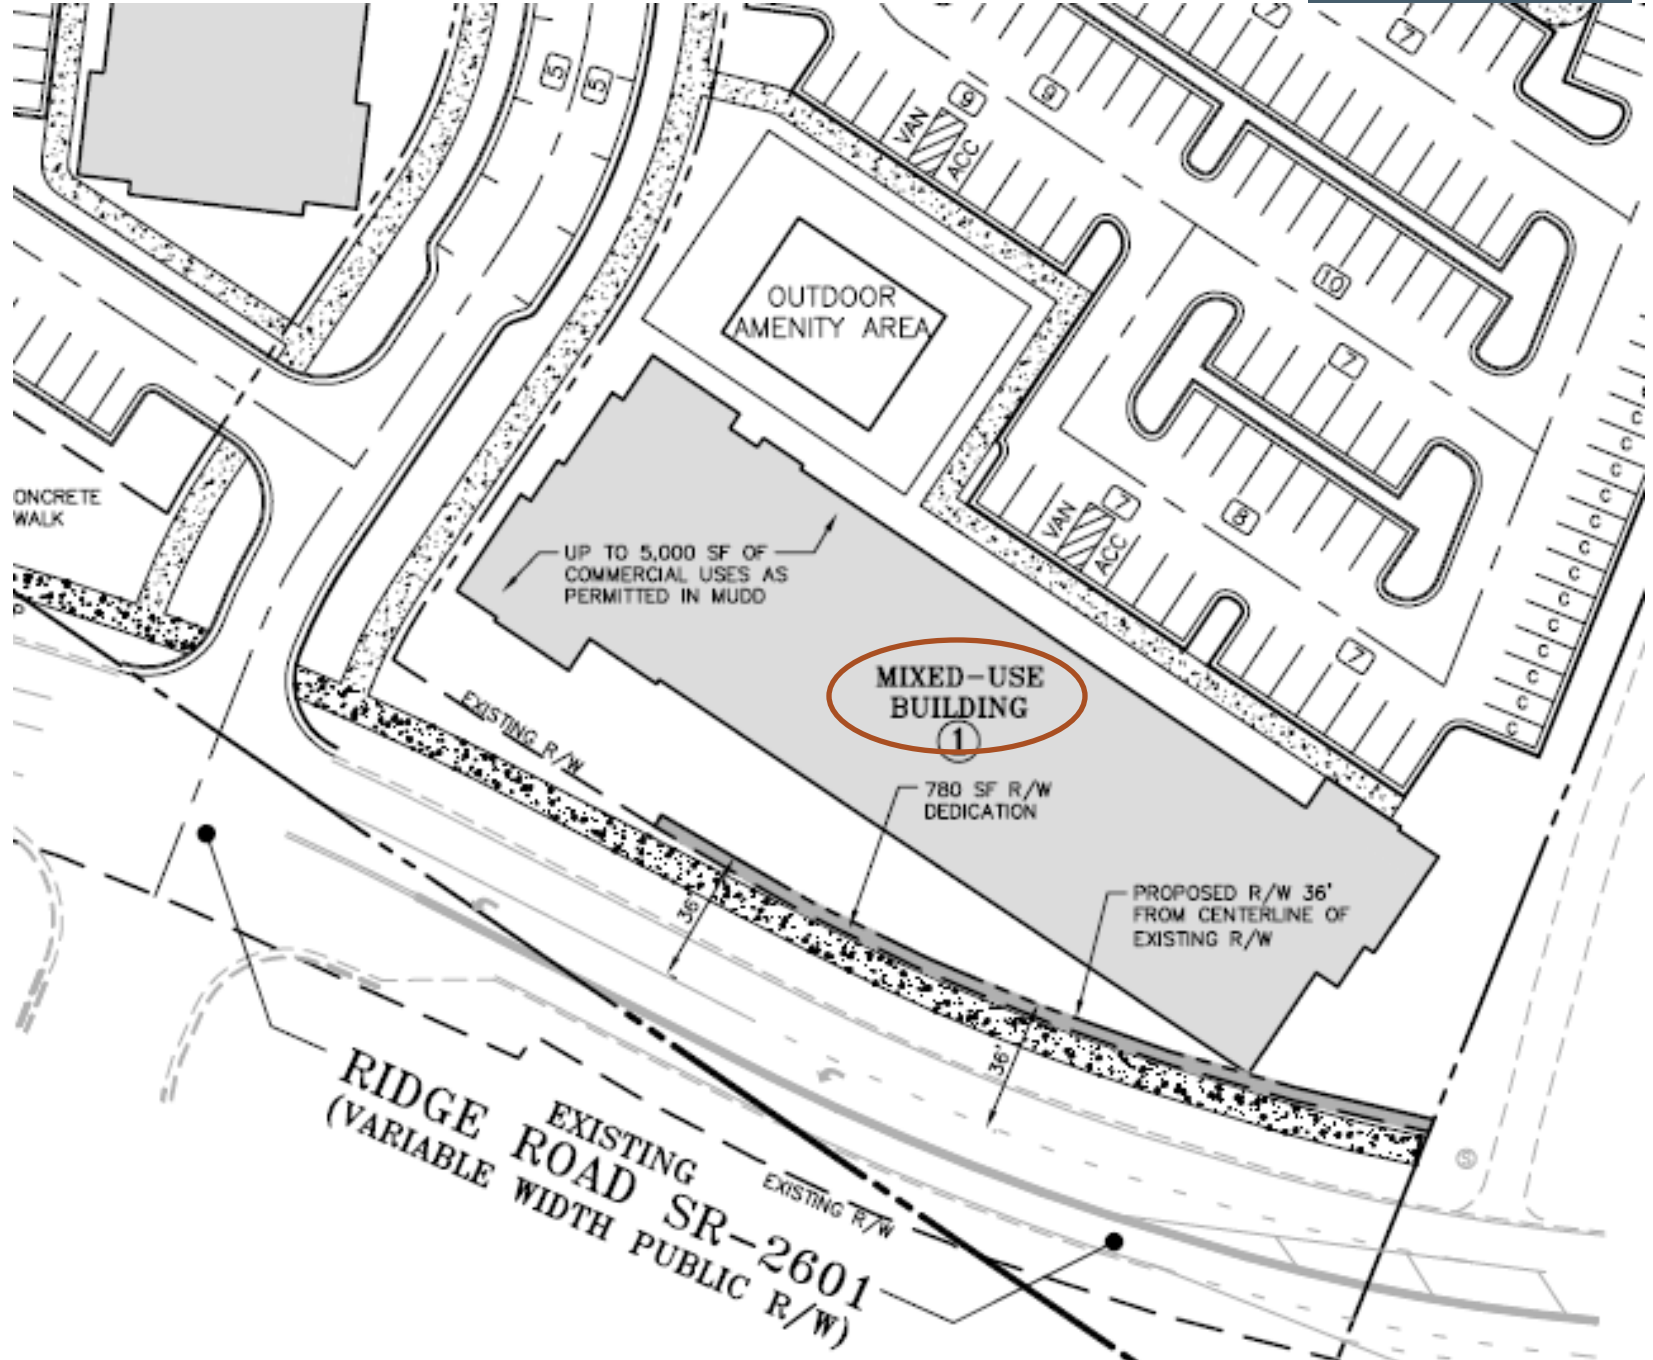 7
7
5
5
9
9
VAN
ACC
10
OUTDOOR
AMENITY AREA
7
C
C
C
C
C
C
C
C
C
C
C
C
C
ONCRETE
WALK
7
8
VAN
ACC
UP TO 5,000 SF OF
COMMERCIAL USES AS
PERMITTED IN MUDD
7
MIXED-USE
BUILDING
1
EXISTING R/W
780 SF R/W
DEDICATION
PROPOSED R/W 36'
FROM CENTERLINE OF
EXISTING R/W
36'
36'
EXISTING
RIDGE ROAD SR-2601
(VARIABLE WIDTH PUBLIC R/W)
EXISTING R/W
S